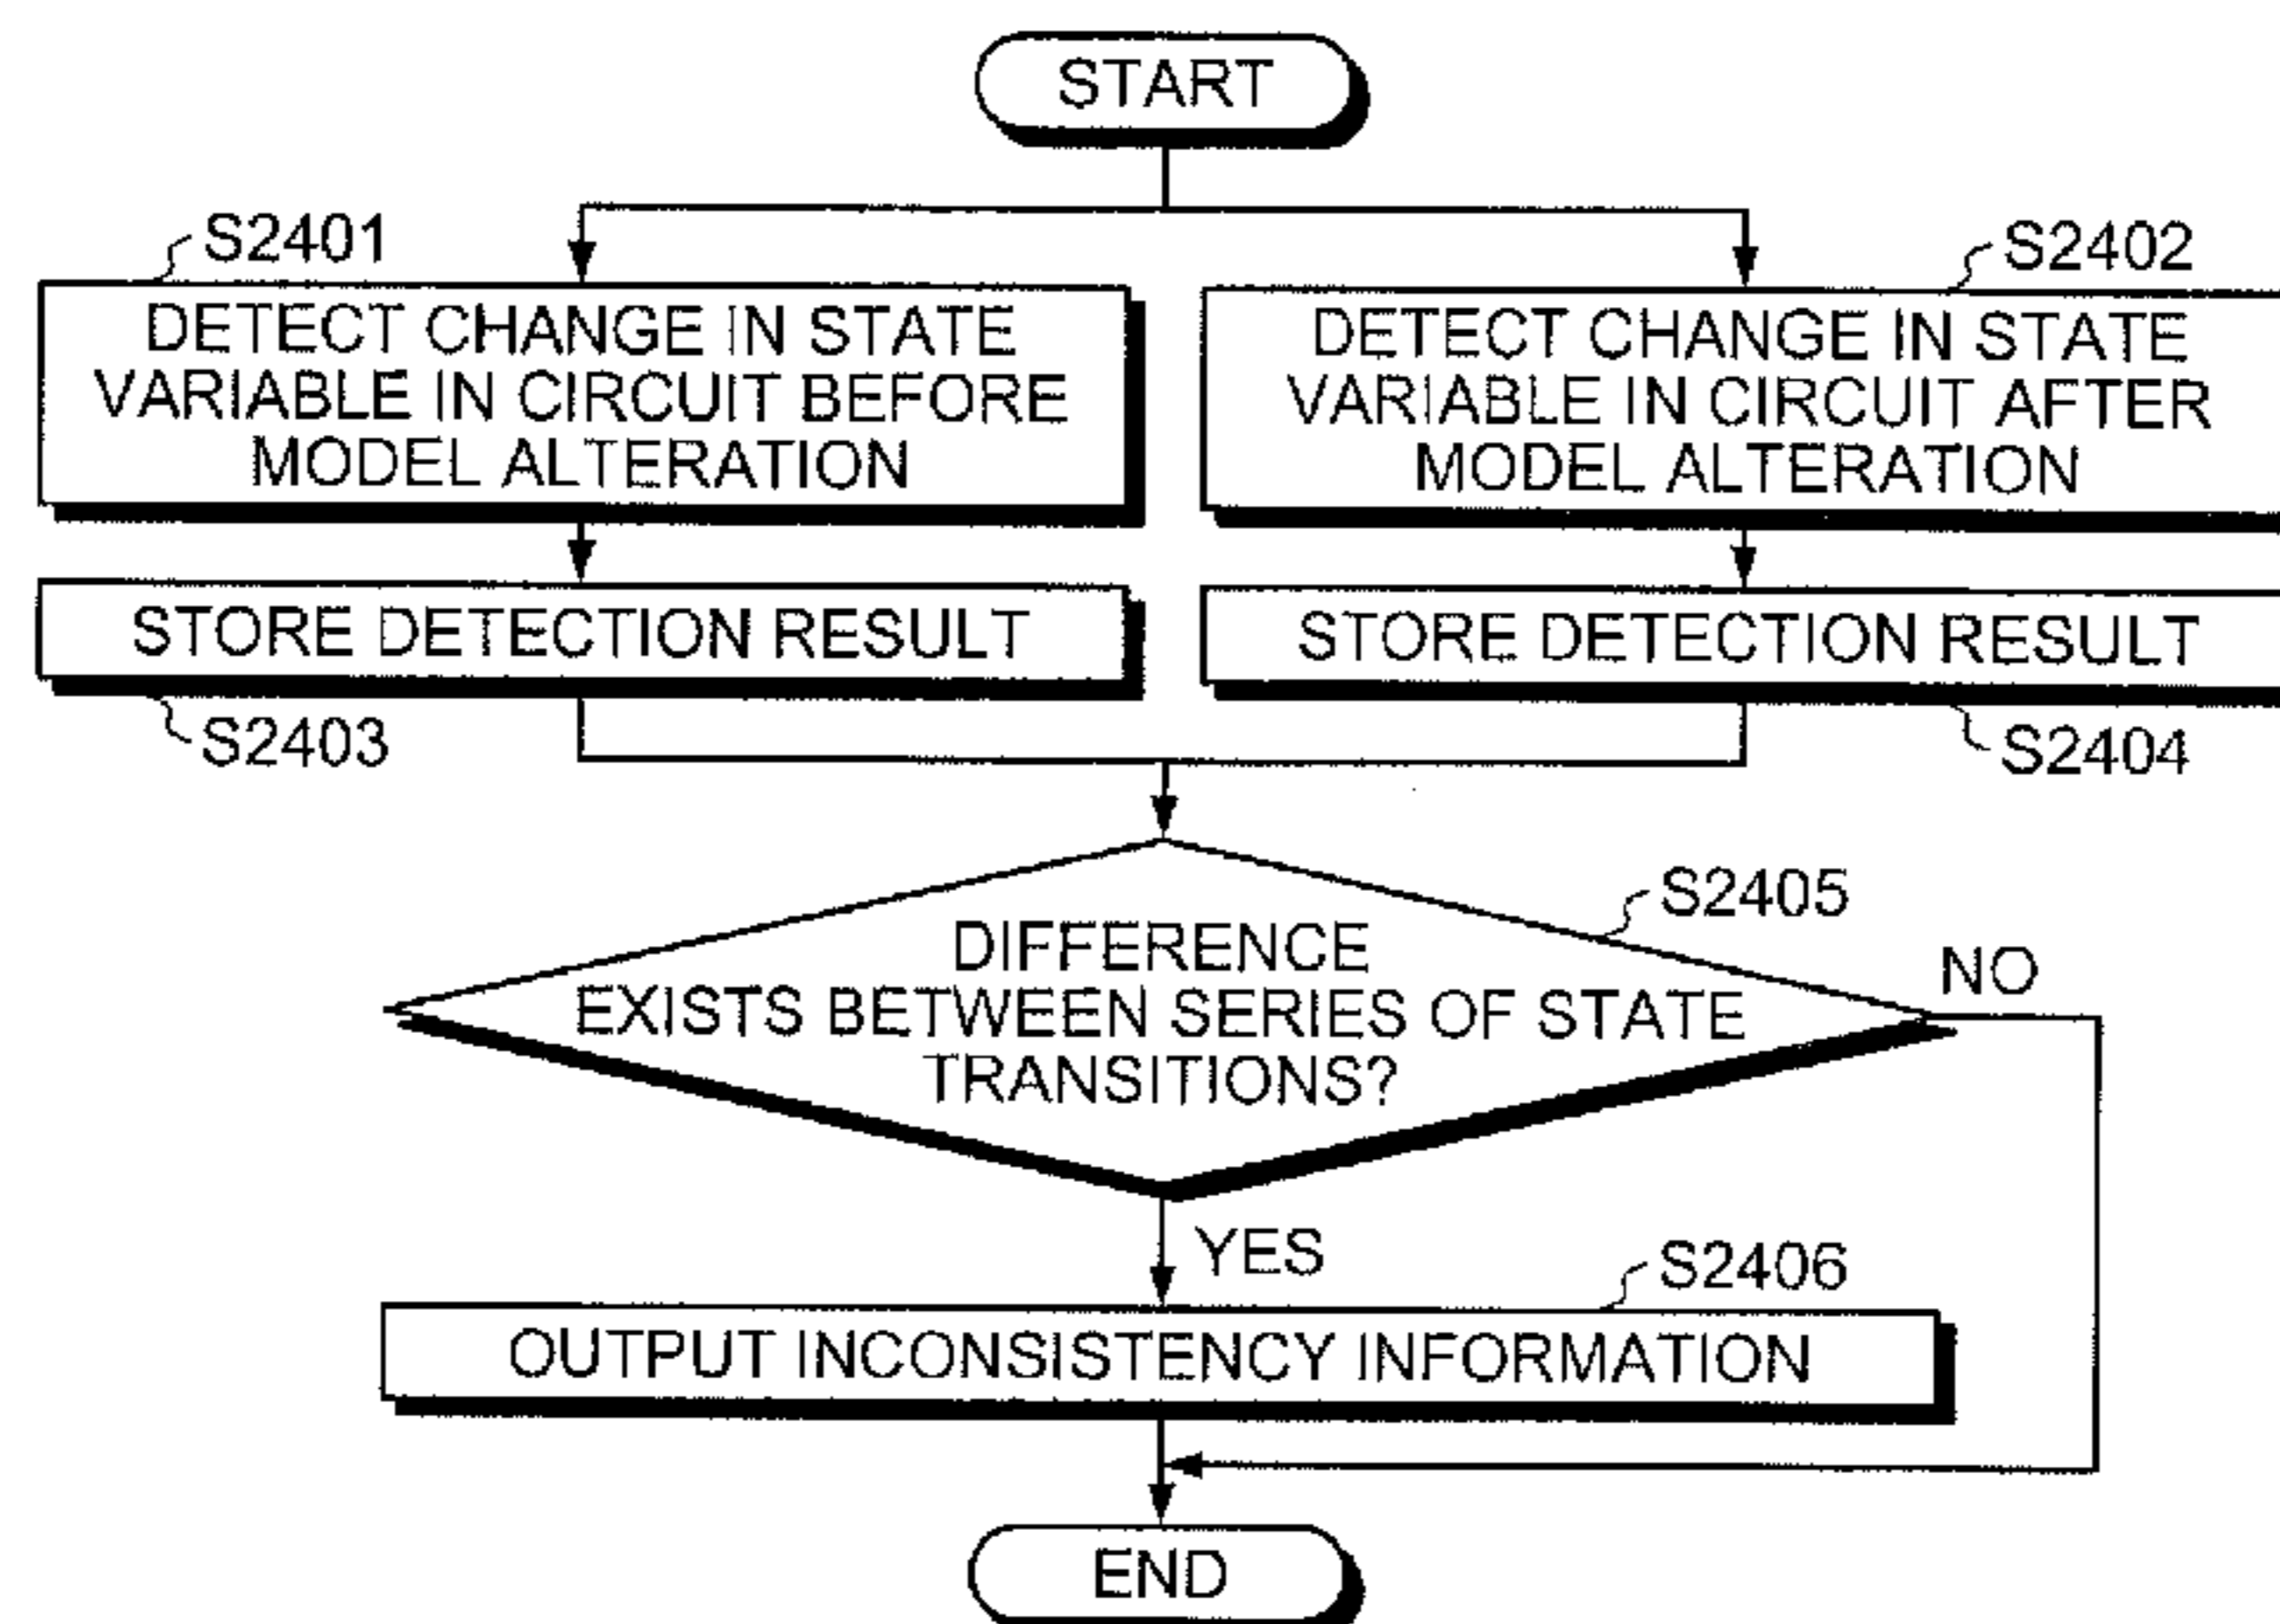 START
S2401
DETECT CHANGE IN STATE
VARIABLE IN CIRCUIT BEFORE
MODEL ALTERATION
S2402
DETECT CHANGE IN STATE
VARIABLE IN CIRCUIT AFTER
MODEL ALTERATION
STORE DETECTION RESULT
S2403
STORE DETECTION RESULT
S2404
S2405
DIFFERENCE
EXISTS BETWEEN SERIES OF STATE
TRANSITIONS?
NO
YES
S2406
OUTPUT INCONSISTENCY INFORMATION
END